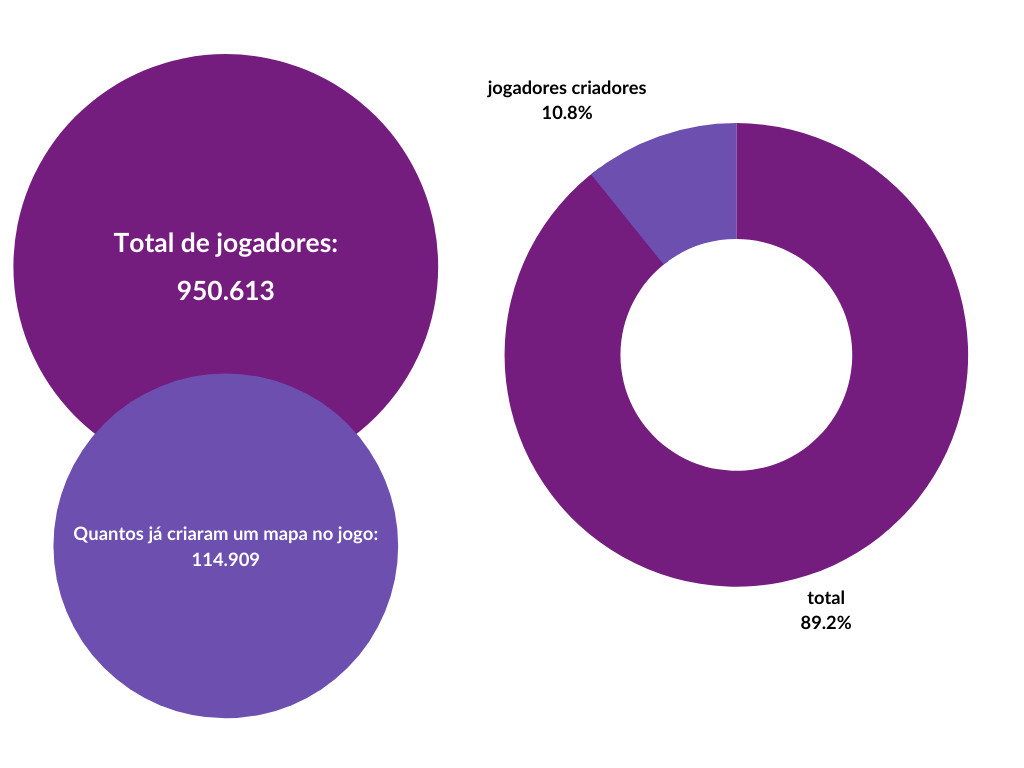 Total de jogadores:
950.613
Quantos já criaram um mapa no jogo:
114.909
jogadores criadores
10.8%
total
89.2%